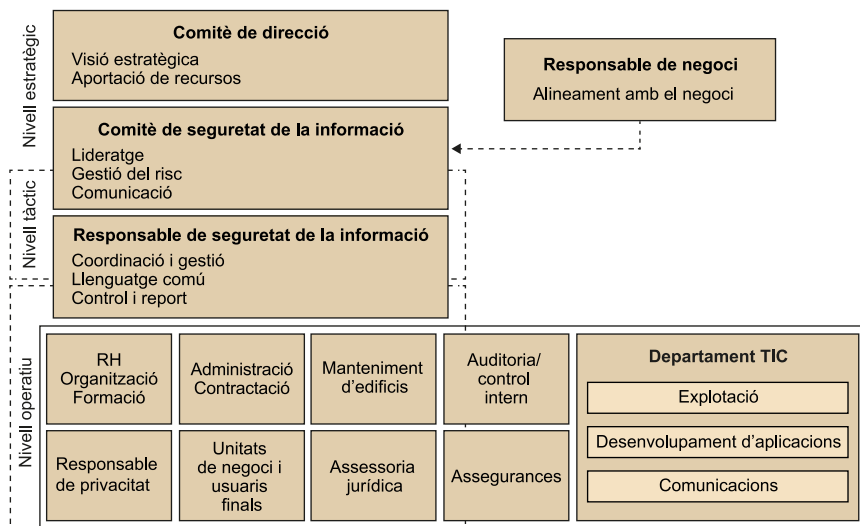 Nivell estratègic
Comitè de direcció
Visió estratègica
Aportació de recursos
Responsable de negoci
Alineament amb el negoci
Comitè de seguretat de la informació
Lideratge
Gestió del risc
Comunicació
Nivell tàctic
Responsable de seguretat de la informació
Coordinació i gestió
Llenguatge comú
Control i report
Nivell operatiu
RH
Organització
Formació
Administració
Contractació
Manteniment
d’edificis
Auditoria/
control
intern
Departament TIC
Explotació
Desenvolupament d’aplicacions
Comunicacions
Responsable
de privacitat
Unitats
de negoci i
usuaris
finals
Assessoria
jurídica
Assegurances